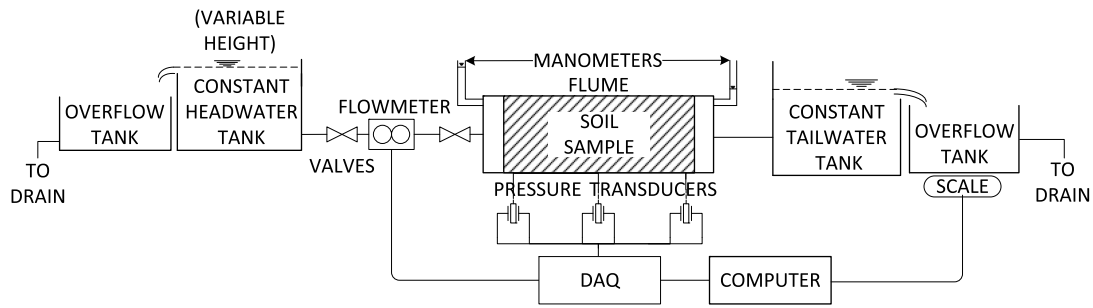 (VARIABLE
HEIGHT)
OVERFLOW
TANK
TO
DRAIN
CONSTANT
HEADWATER
TANK
FLOWMETER
VALVES
MANOMETERS
FLUME
SOIL
SAMPLE
PRESSURE TRANSDUCERS
CONSTANT
TAILWATER
TANK
OVERFLOW
TANK
SCALE
TO
DRAIN
DAQ
COMPUTER